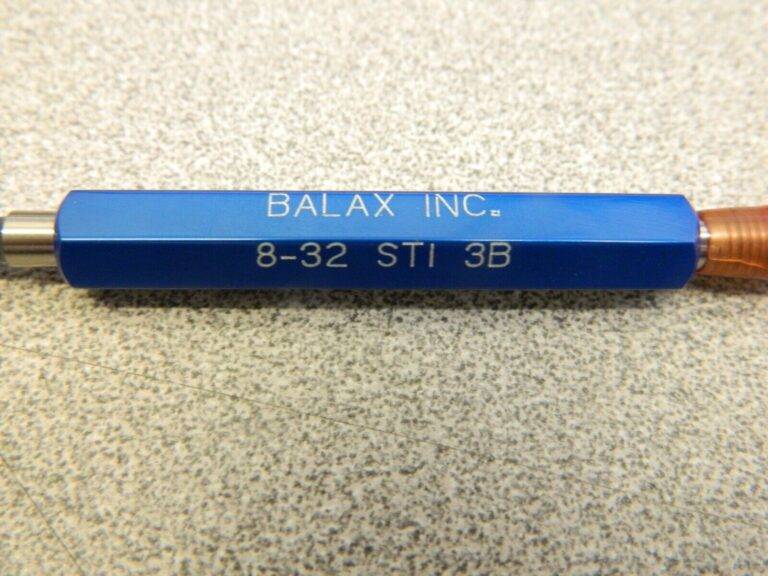 BALAX INC.
8-32 STI 3B